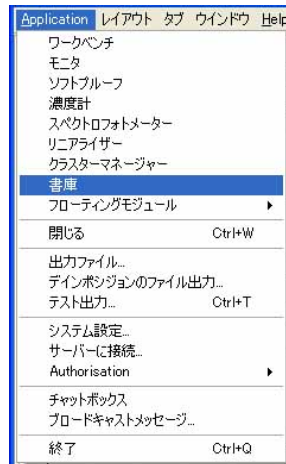 Application レイアウト タブ ウインドウ Help
ワークベンチ
モニタ
ソフトプルーフ
濃度計
スペクトロフォトメーター
リニアライザー
クラスターマネージャー
書庫
フローティングモジュール
閉じる Ctrl+W
出力ファイル...
デインポジションのファイル出力...
テスト出力... Ctrl+T
システム設定...
サーバーに接続...
Authorisation
チャットボックス
ブロードキャストメッセージ...
終了 Ctrl+Q